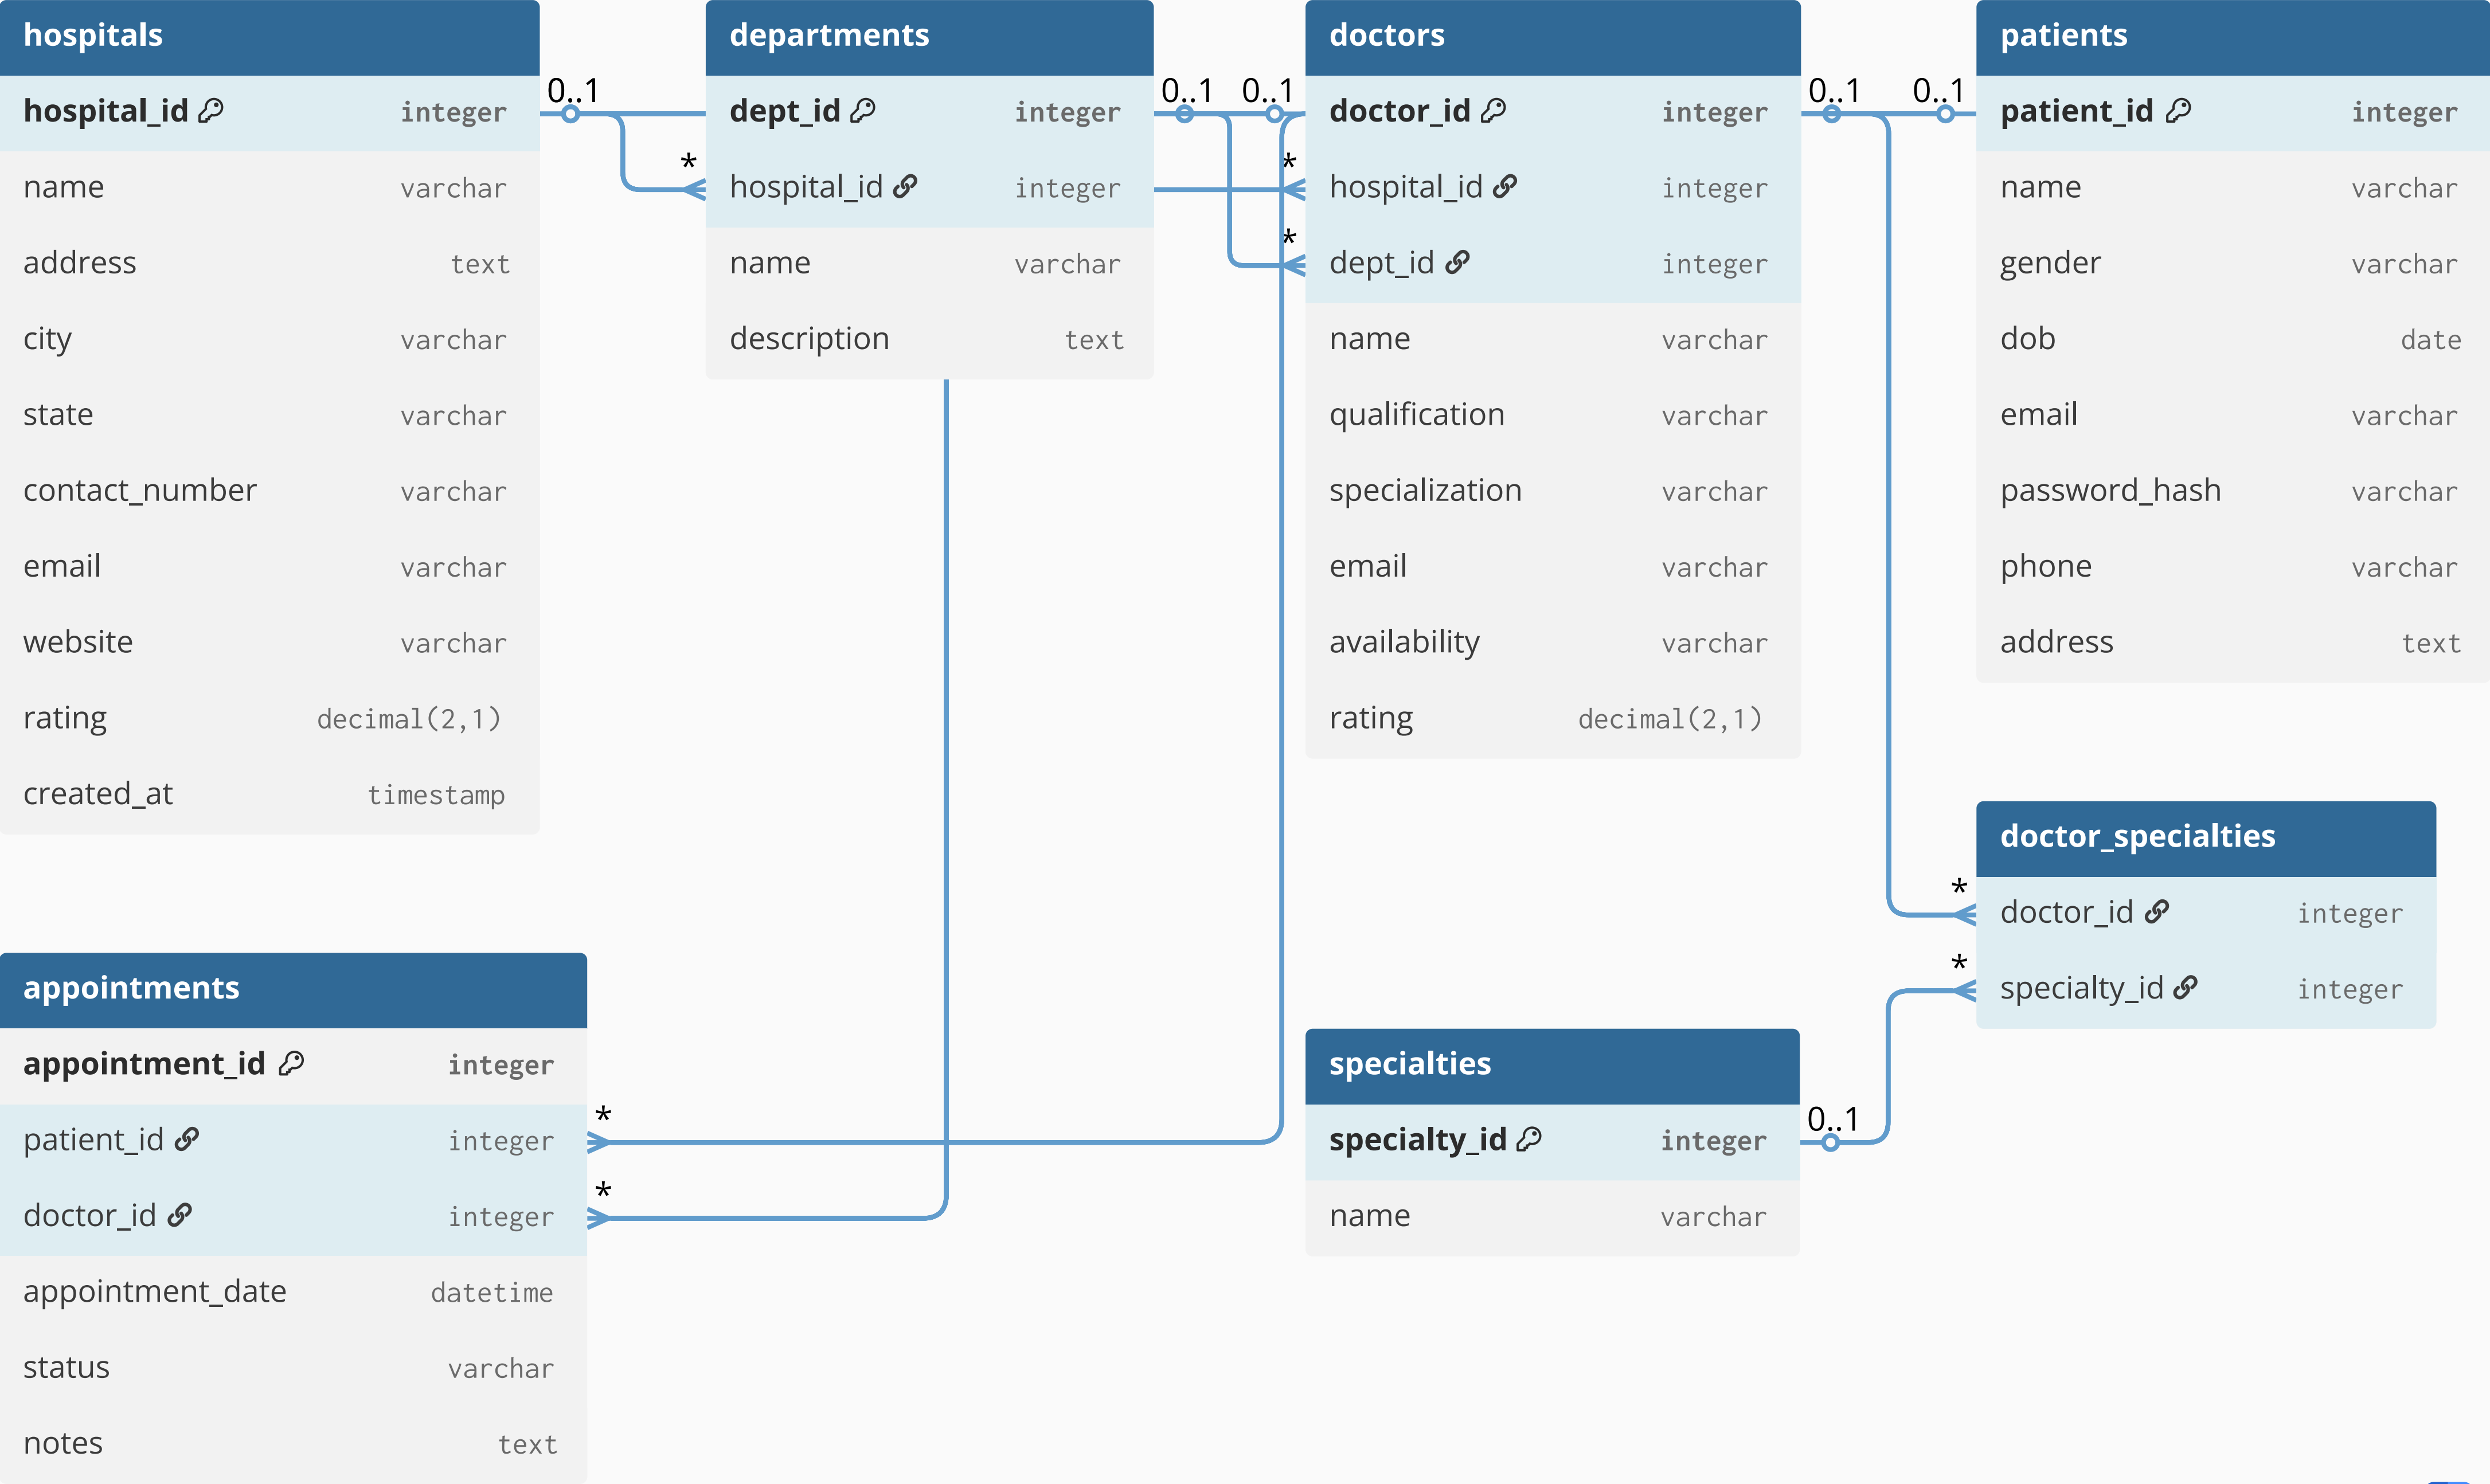 hospitals
hospital_id integer
name varchar
address text
city varchar
state varchar
contact_number varchar
email varchar
website varchar
rating decimal(2,1)
created_at timestamp
0..1
*
departments
dept_id integer
hospital_id integer
name varchar
description text
0..1
0..1
*
*
doctors
doctor_id integer
hospital_id integer
dept_id integer
name varchar
qualification varchar
specialization varchar
email varchar
availability varchar
rating decimal(2,1)
0..1
0..1
patients
patient_id integer
name varchar
gender varchar
dob date
email varchar
password_hash varchar
phone varchar
address text
appointments
appointment_id integer
patient_id integer
doctor_id integer
appointment_date datetime
status varchar
notes text
*
*
specialties
specialty_id integer
name varchar
0..1
*
*
doctor_specialties
doctor_id integer
specialty_id integer